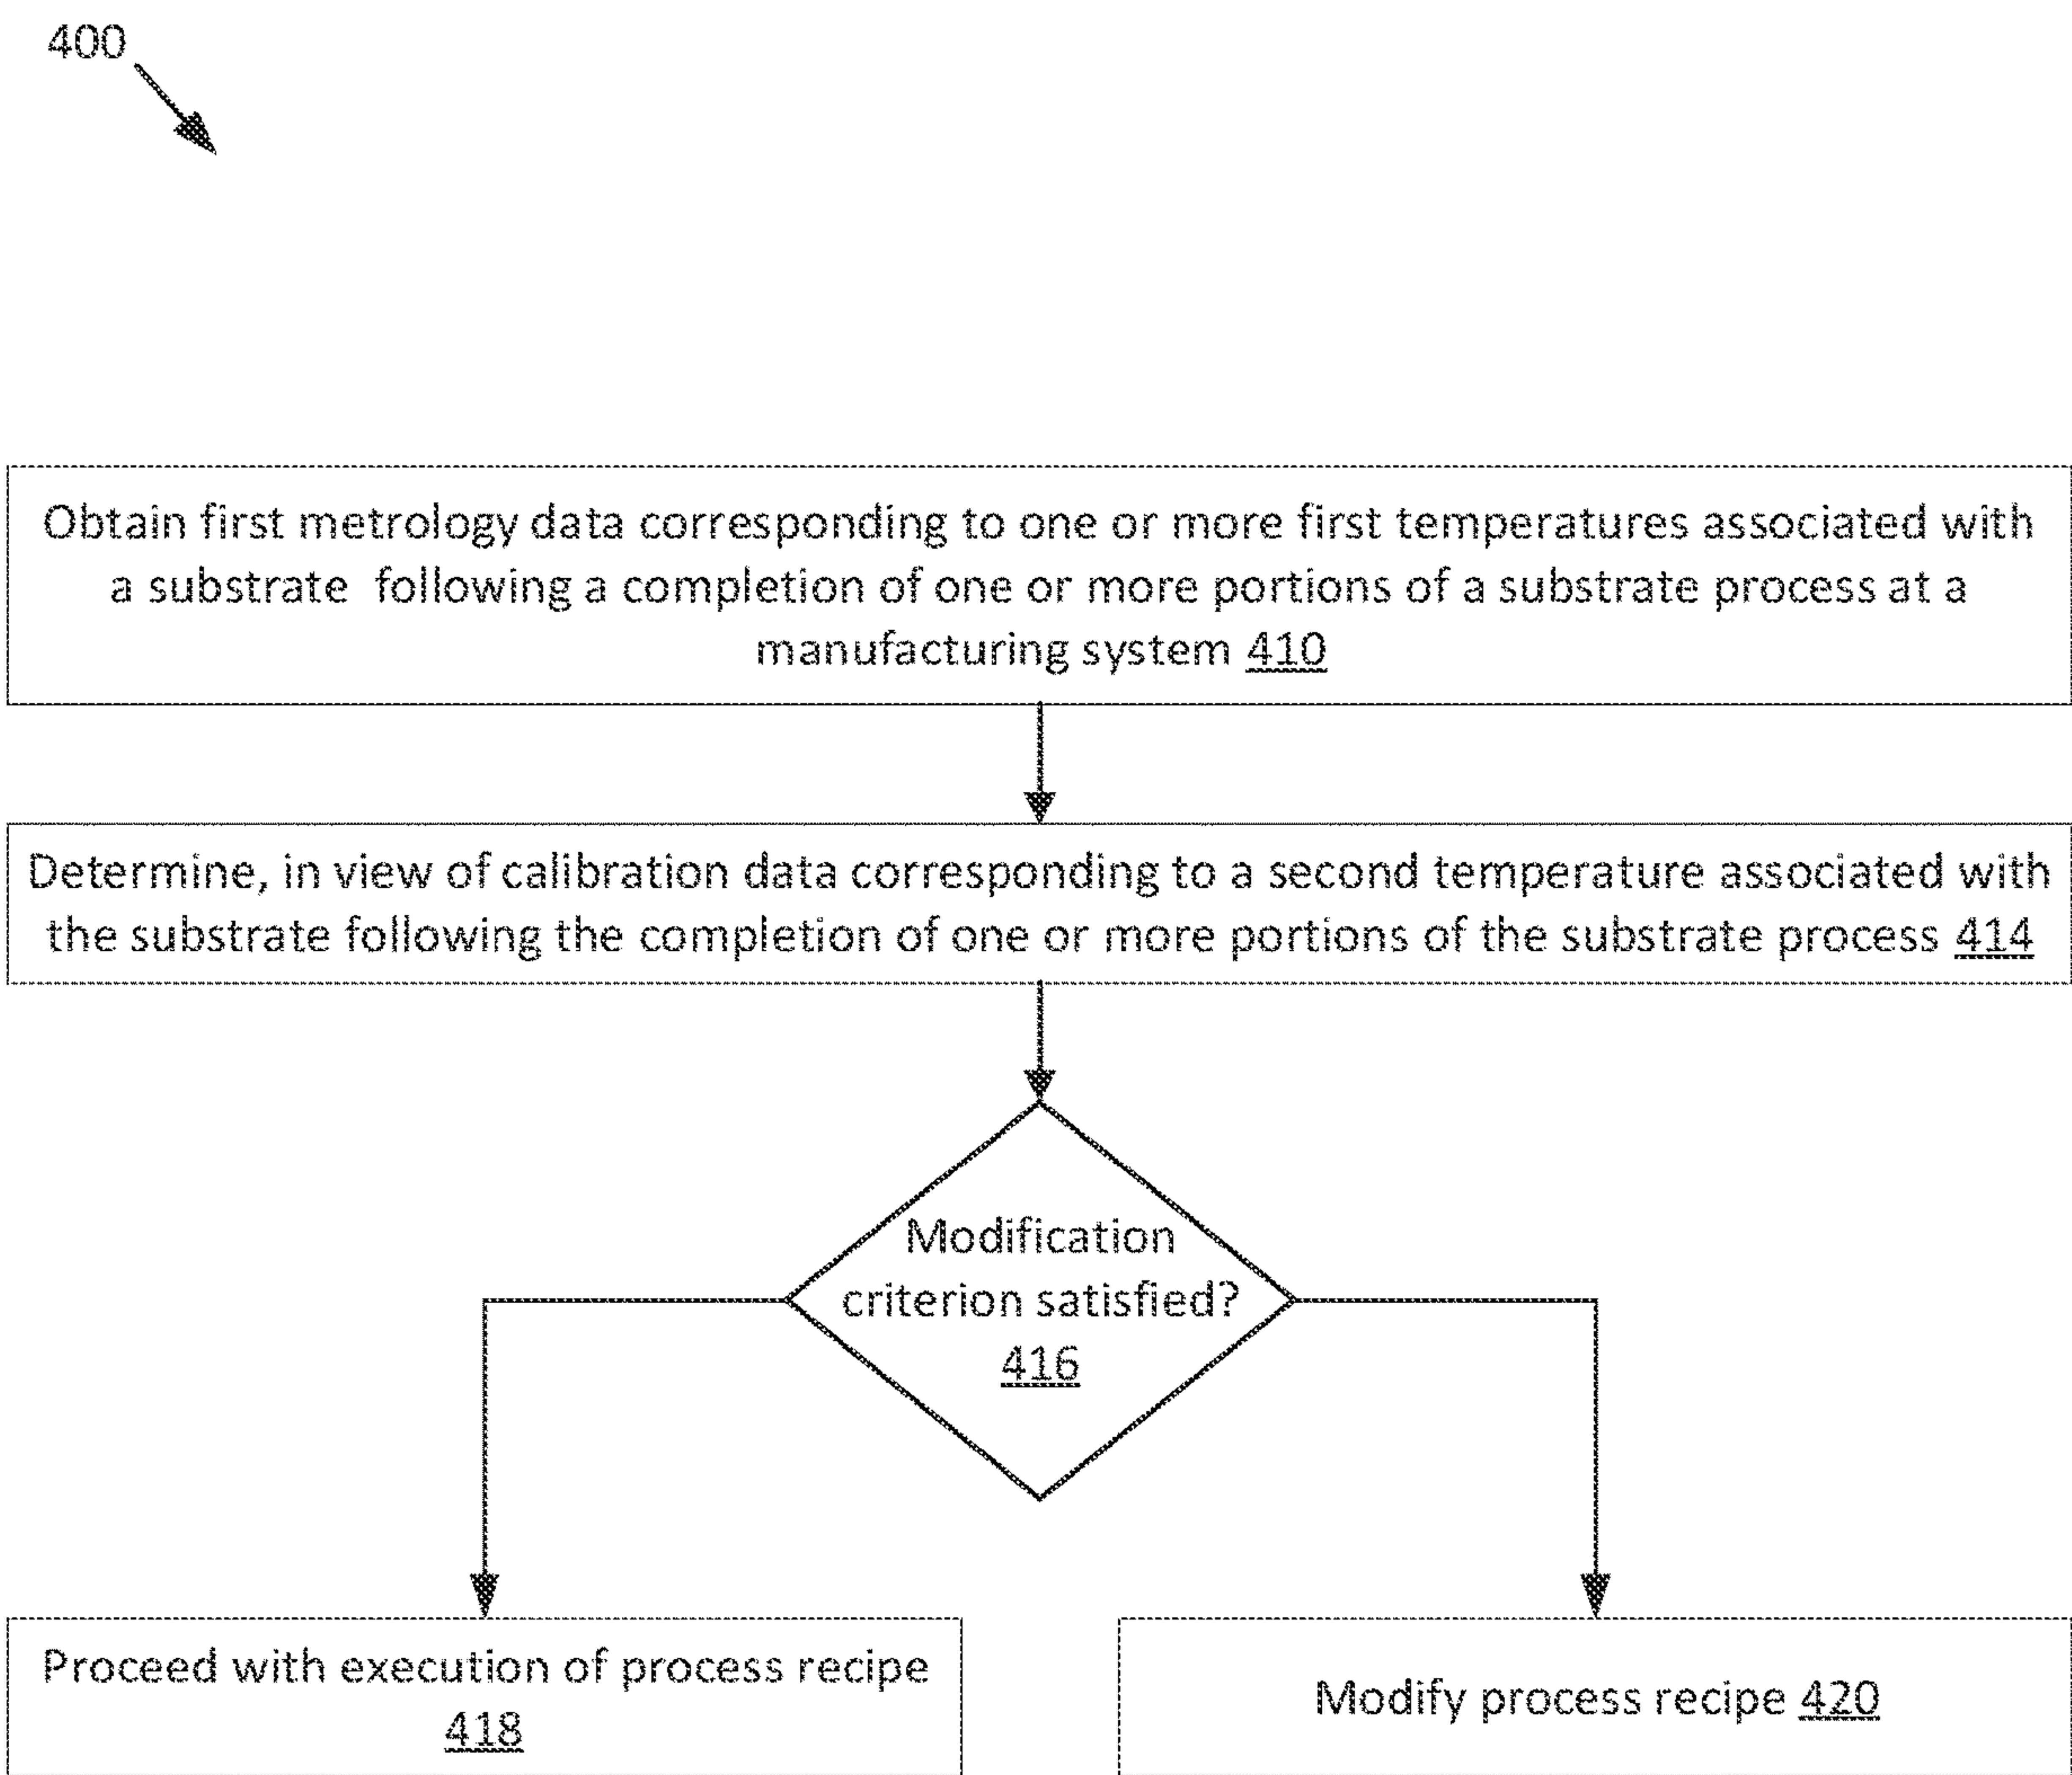 400
Obtain first metrology data corresponding to one or more first temperatures associated with
a substrate following a completion of one or more portions of a substrate process at a
manufacturing system 410
Determine, in view of calibration data corresponding to a second temperature associated with
the substrate following the completion of one or more portions of the substrate process 414
Modification
criterion satisfied?
416
Proceed with execution of process recipe
418
Modify process recipe 420